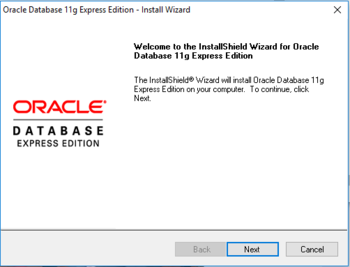 Oracle Database 11g Express Edition - Install Wizard
Welcome to the InstallShield Wizard for Oracle
Database 11g Express Edition
The InstallShield® Wizard will install Oracle Database 11g
Express Edition on your computer. To continue, click
Next.
ORACLE®
DATABASE
EXPRESS EDITION
Back
Next
Cancel